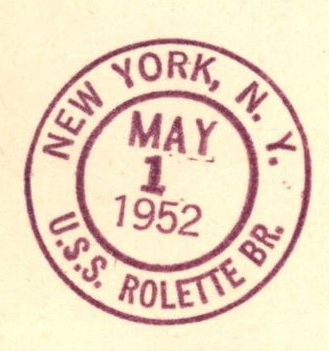 NEW YORK, N. Y.
MAY
1
1952
U.S.S. ROLETTE BR.